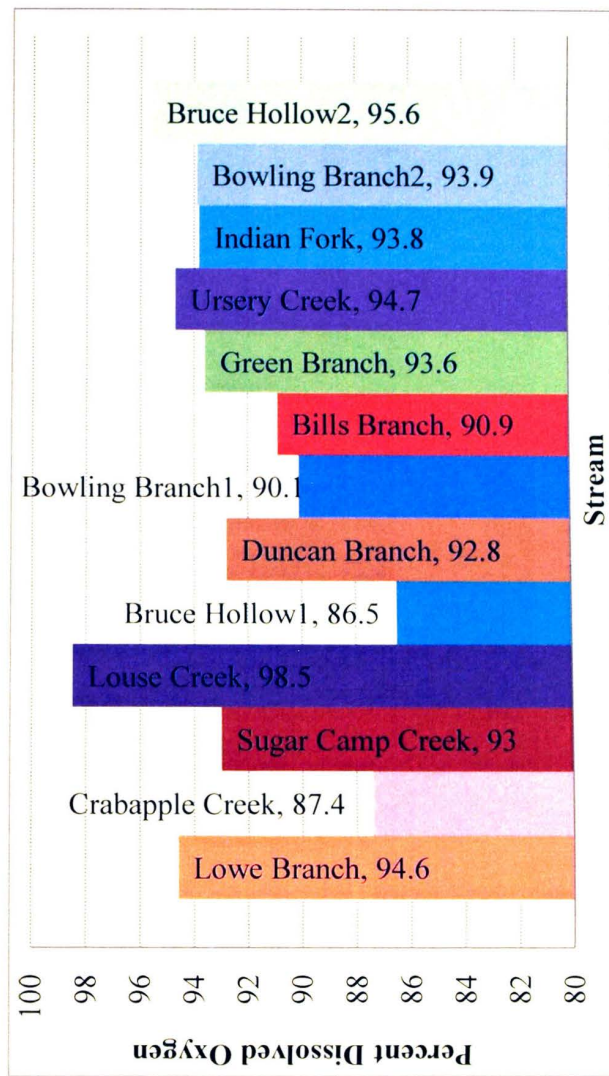 Percent Dissolved Oxygen
100
98
96
94
92
90
88
86
84
82
80
Lowe Branch, 94.6
Crabapple Creek, 87.4
Sugar Camp Creek, 93
Louse Creek, 98.5
Bruce Hollow1, 86.5
Duncan Branch, 92.8
Bowling Branch1, 90.1
Bills Branch, 90.9
Green Branch, 93.6
Ursery Creek, 94.7
Indian Fork, 93.8
Bowling Branch2, 93.9
Bruce Hollow2, 95.6
Stream